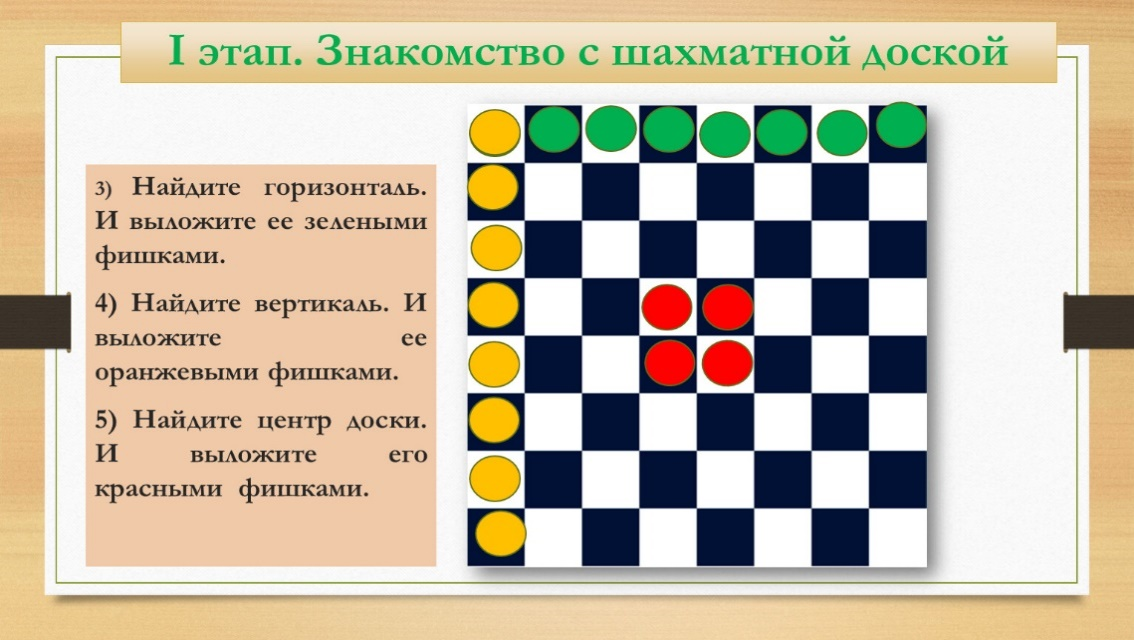 I этап. Знакомство с шахматной доской
3) Найдите горизонталь.
И выложите ее зелеными
фишками.
4) Найдите вертикаль. И
выложите ее
оранжевыми фишками.
5) Найдите центр доски.
И выложите его
красными фишками.